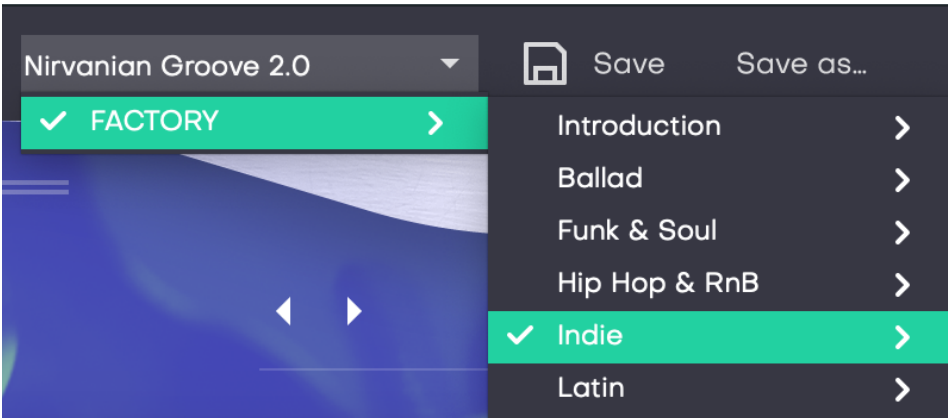 Nirvanian Groove 2.0
Save
Save as...
FACTORY
Introduction
Ballad
Funk & Soul
Hip Hop & RnB
Indie
Latin